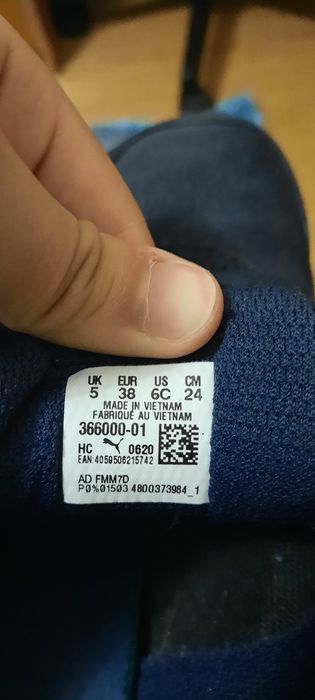 UK EUR US CM
5 38 6C 24
MADE IN VIETNAM
FABRIQUÉ AU VIETNAM
366000-01
HC 0620
EAN:4059506215742
AD FMM7D
P0%01503 4800373984_1